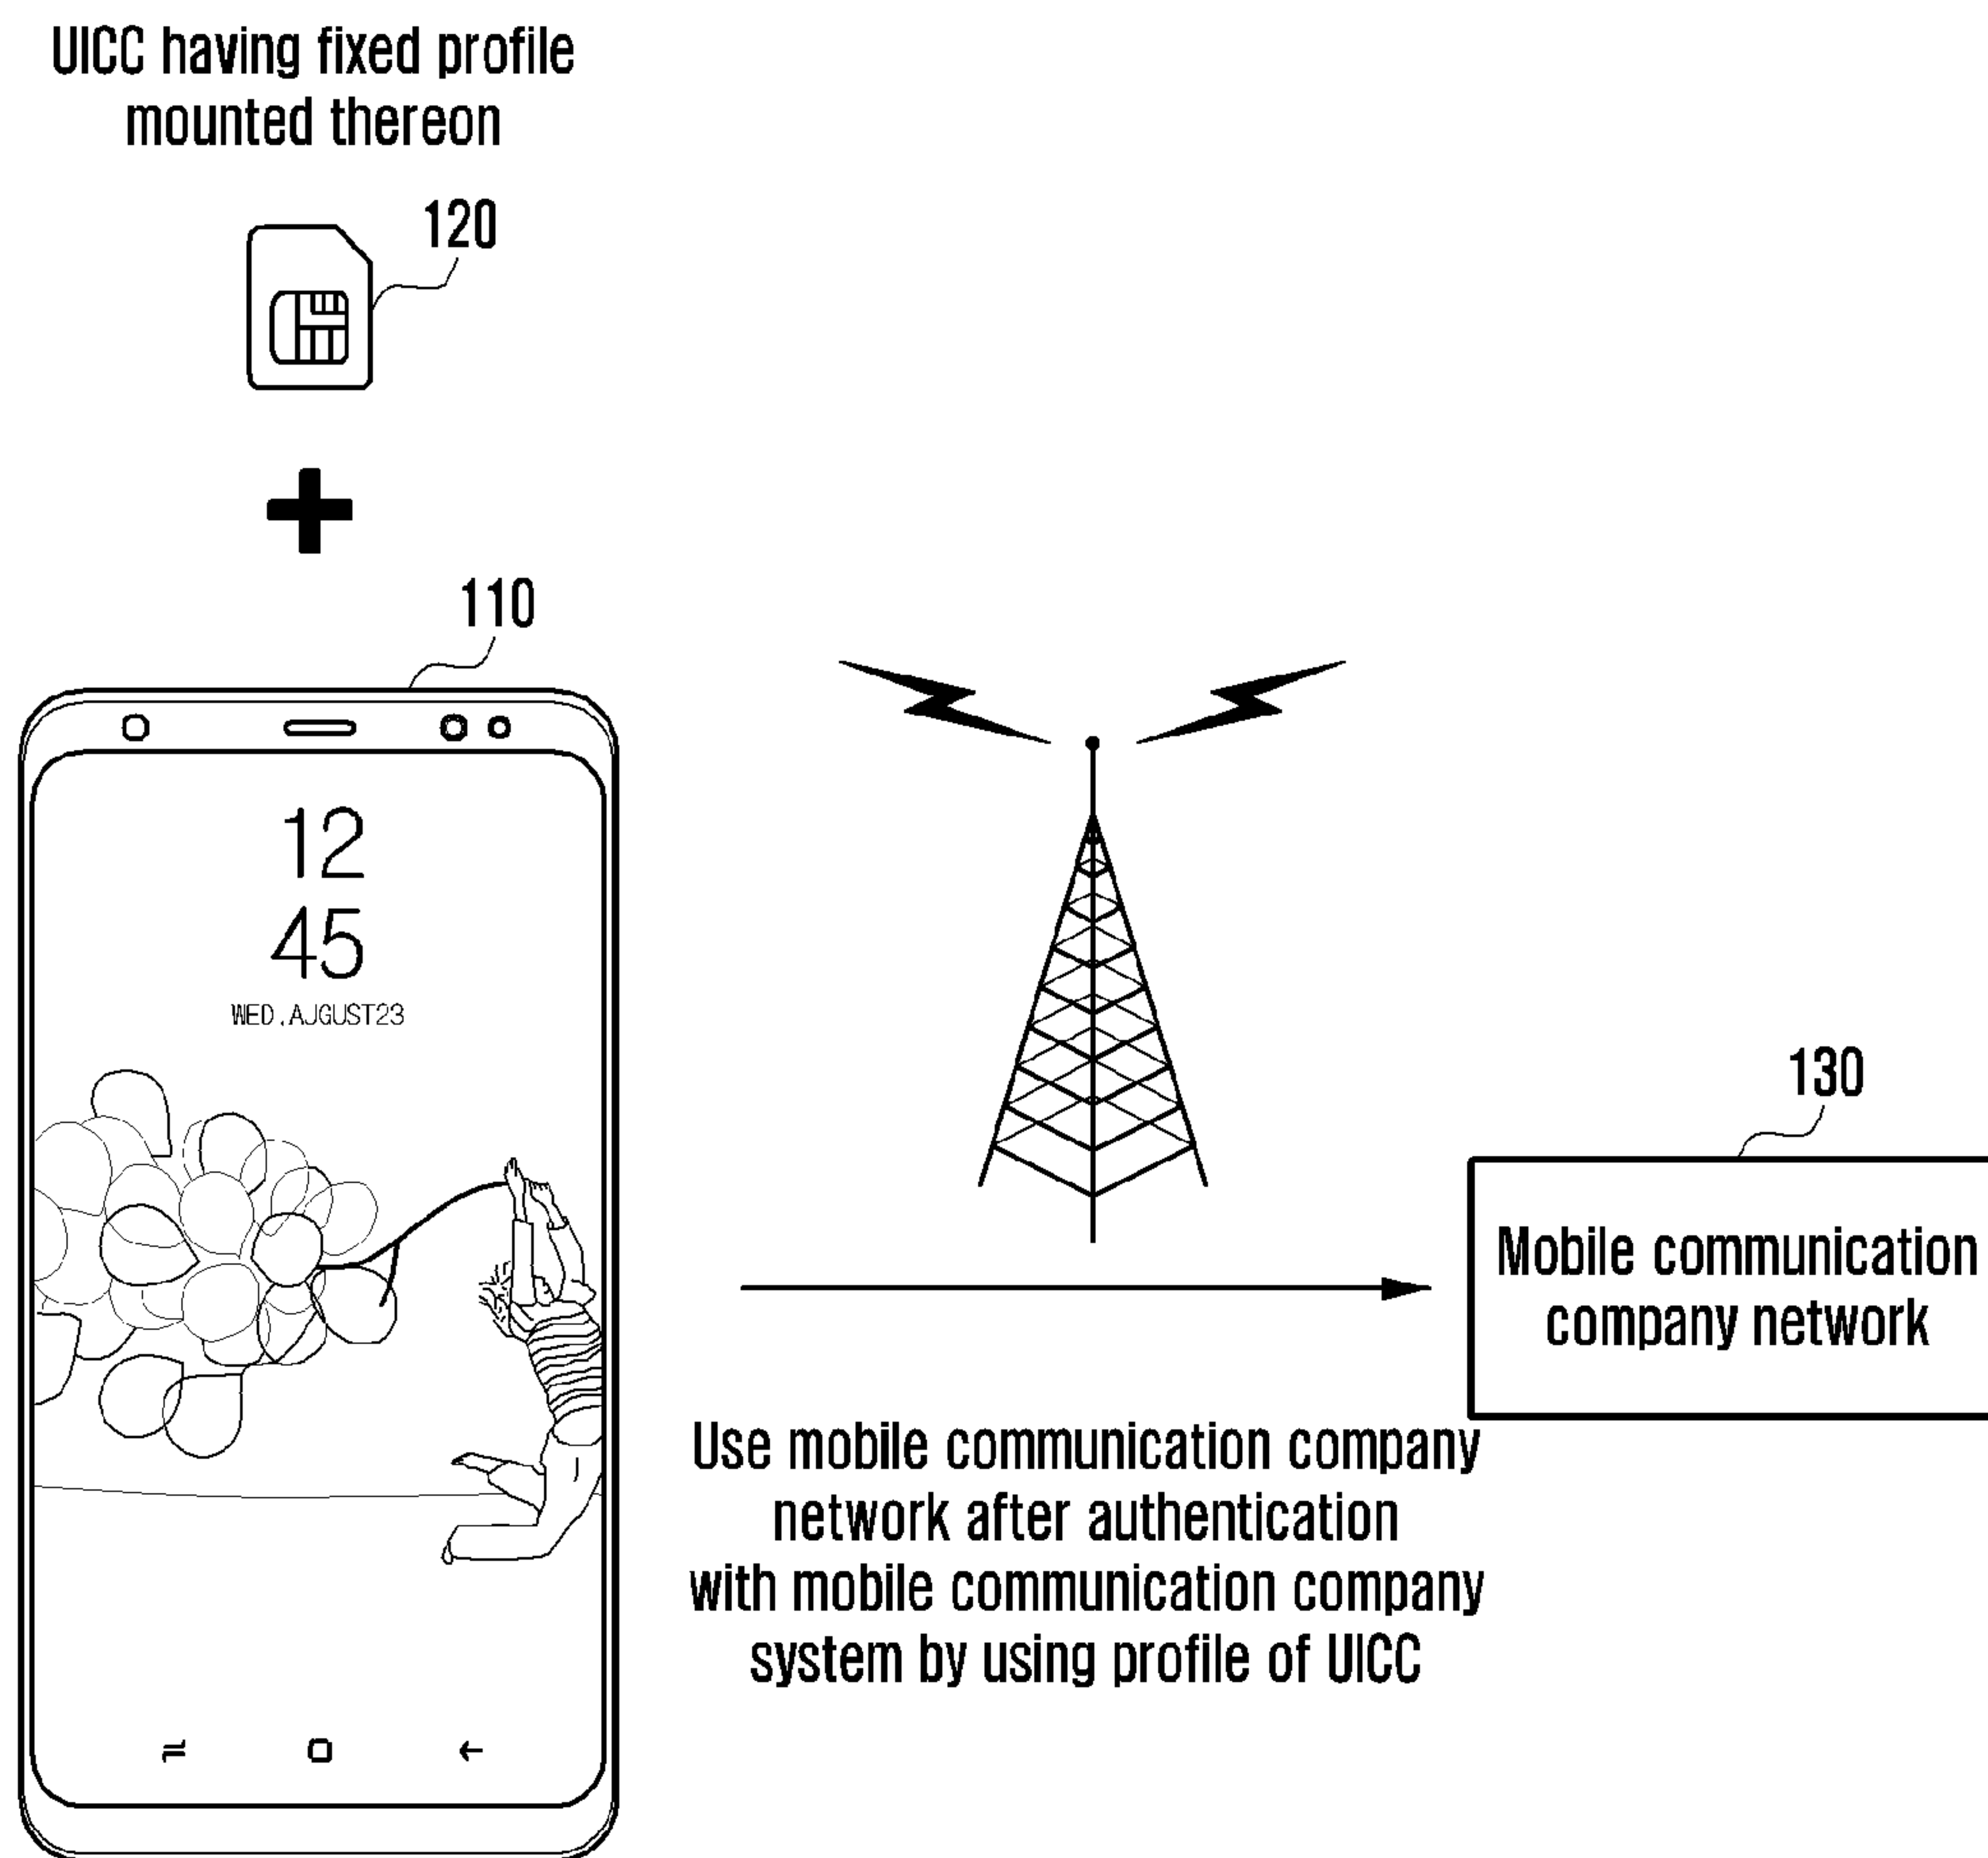 UICC having fixed profile
mounted thereon
120
110
12
45
WED.AJGUST23
130
Mobile communication
company network
Use mobile communication company
network after authentication
with mobile communication company
system by using profile of UICC